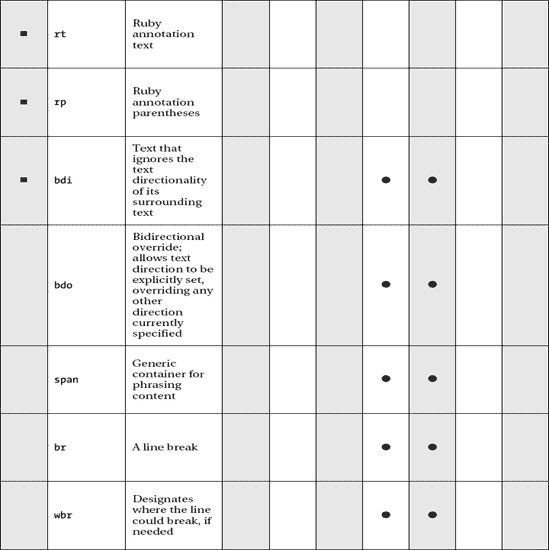 rt
Ruby
annotation
text
rp
Ruby
annotation
parentheses
bdi
Text that
ignores the
text
directionality
of its
surrounding
text
bdo
Bidirectional
override;
allows text
direction to be
explicitly set,
overriding any
other
direction
currently
specified
span
Generic
container for
phrasing
content
br
A line break
wbr
Designates
where the line
could break, if
needed